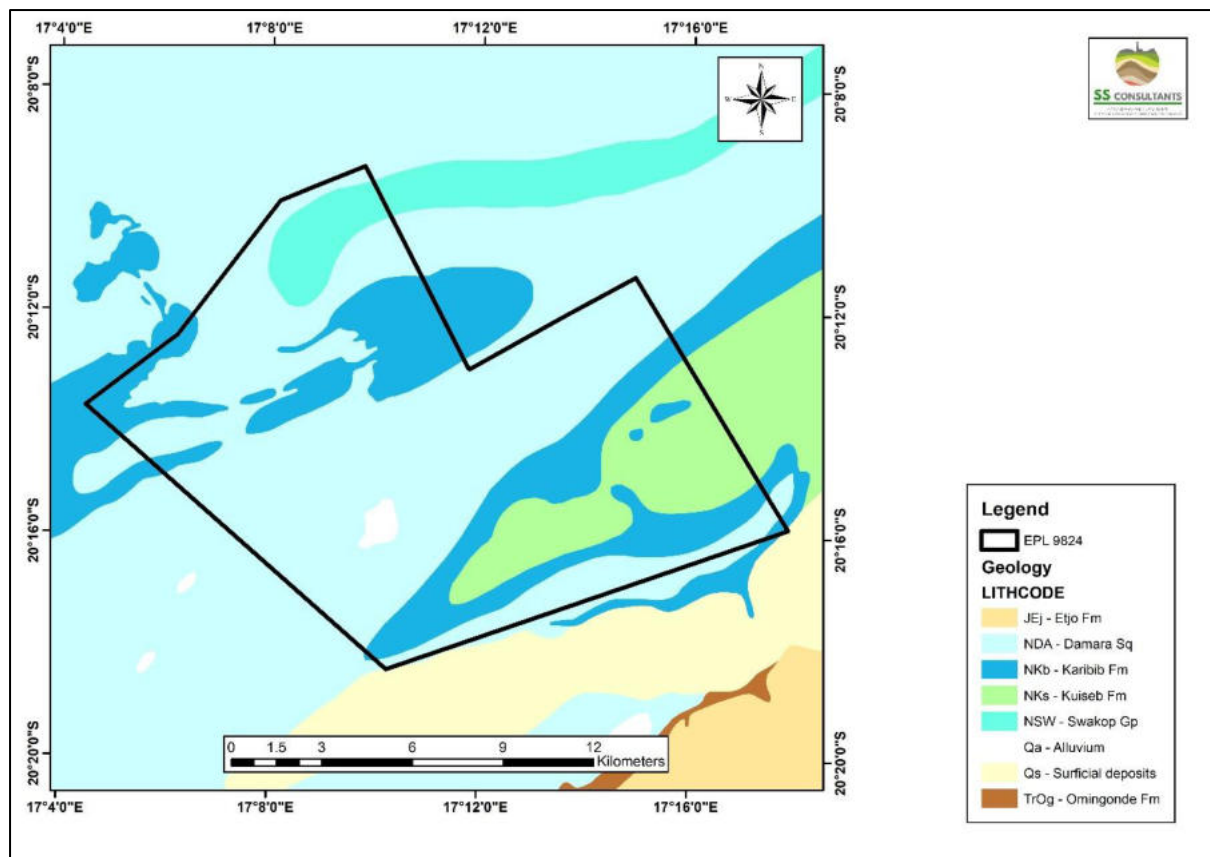 17°4'0"E 17°8'0"E 17°12'0"E 17°16'0"E
20°8'0"S 20°8'0"S
N
W E
S
SS CONSULTANTS
20°12'0"S 20°12'0"S
20°16'0"S 20°16'0"S
20°20'0"S 20°20'0"S
0 1.5 3 6 9 12
Kilometers
17°4'0"E 17°8'0"E 17°12'0"E 17°16'0"E
Legend
EPL 9824
Geology
LITHCODE
JEj - Etjo Fm
NDA - Damara Sq
NKb - Karibib Fm
NKs - Kuiseb Fm
NSW - Swakop Gp
Qa - Alluvium
Qs - Surficial deposits
TrOg - Omingonde Fm